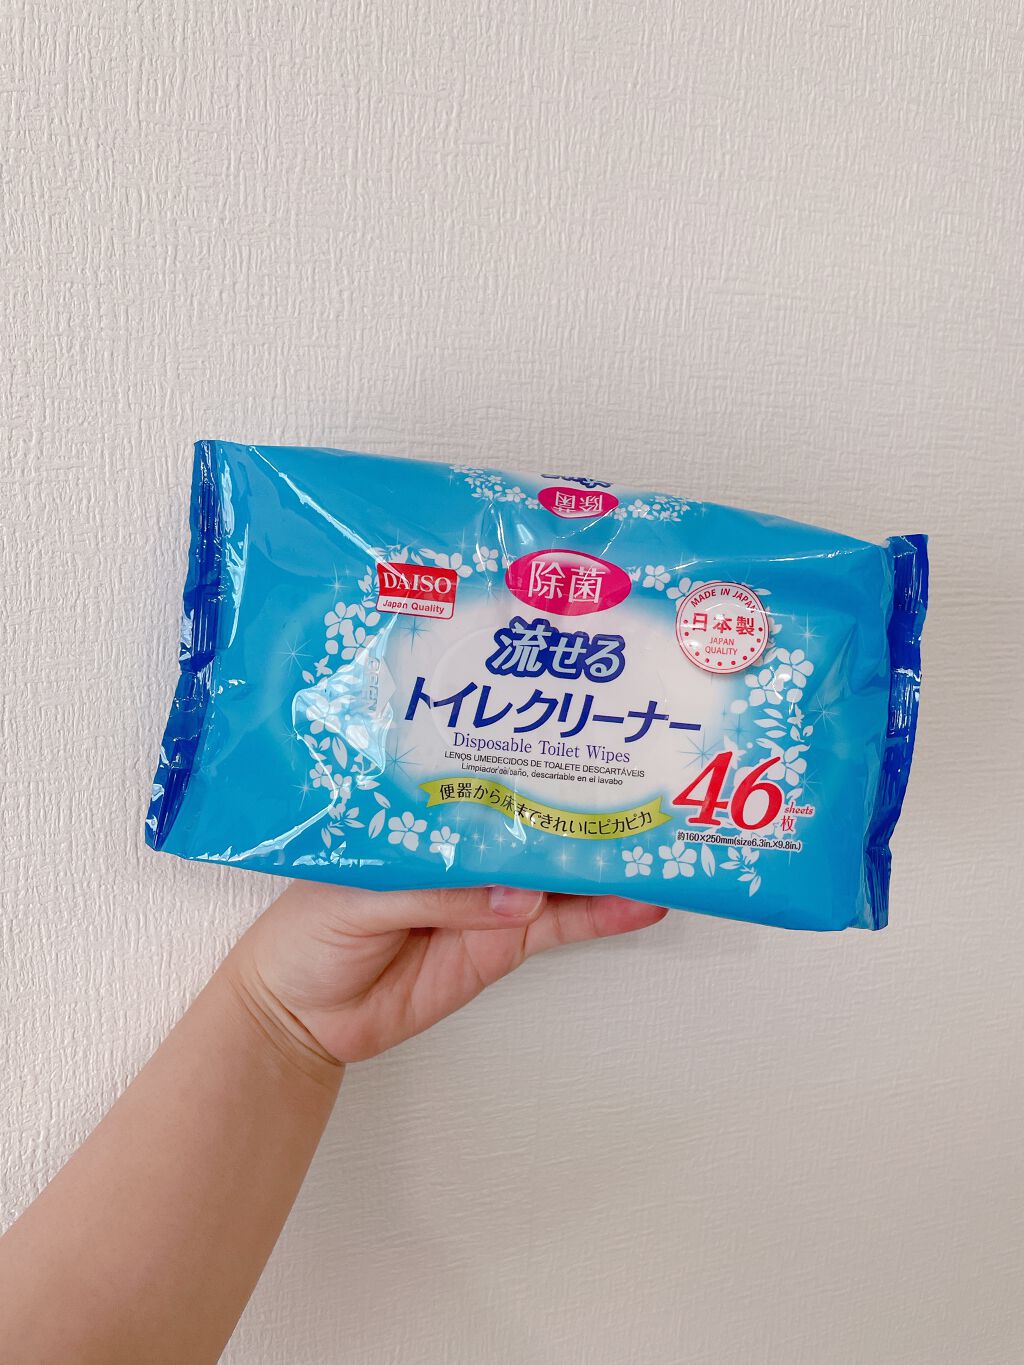 除菌
DAISO
Japan Quality
除菌
MADE IN JAPAN
日本製
JAPAN
QUALITY
流せる
トイレクリーナー
Disposable Toilet Wipes
LENÇOS UMEDECIDOS DE TOALETE DESCARTÁVEIS
Limpiador de baño, descartable en el lavabo
便器から床まできれいにピカピカ
46 sheets
枚
約160×250mm(size6.3in.×9.8in.)